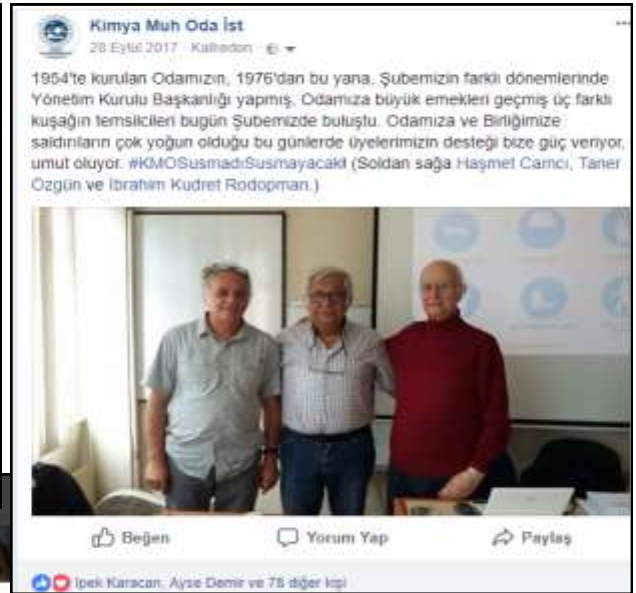 Kimya Muh Oda İst
28 Eylül 2017 · Kalkedon ·
1954'te kurulan Odamızın, 1976'dan bu yana, Şubemizin farklı dönemlerinde
Yönetim Kurulu Başkanlığı yapmış, Odamıza büyük emekleri geçmiş üç farklı
kuşağın temsilcileri bugün Şubemizde buluştu. Odamıza ve Birliğimize
saldırıların çok yoğun olduğu bu günlerde üyelerimizin desteği bize güç veriyor,
umut oluyor. #KMOSusmadıSusmayacak! (Soldan sağa Haşmet Camcı, Taner
Özgün ve İbrahim Kudret Rodopman.)
Beğen Yorum Yap Paylaş
İpek Karacan, Ayse Demir ve 78 diğer kişi